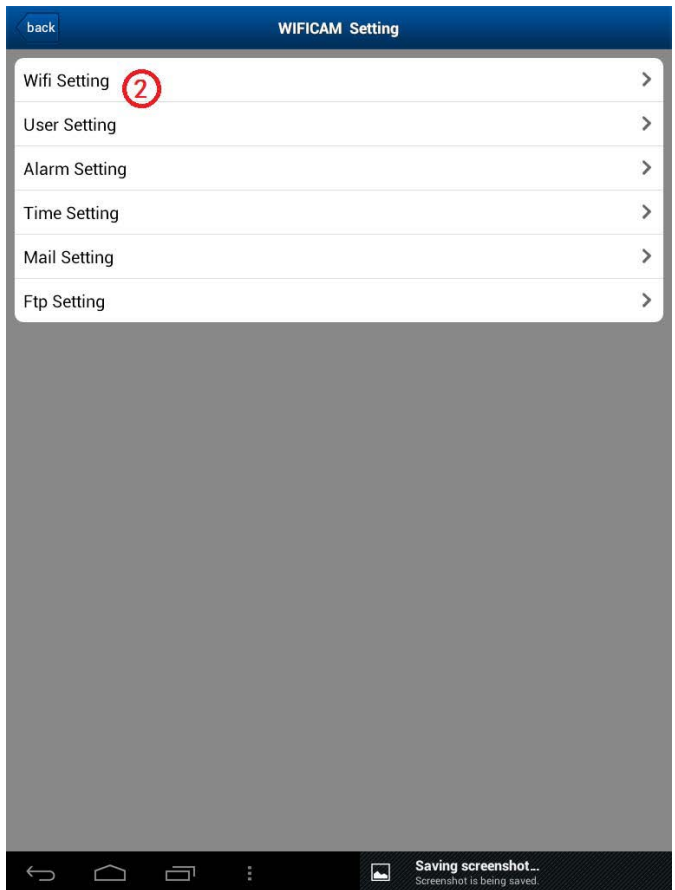 back
WIFICAM Setting
Wifi Setting
2
User Setting
Alarm Setting
Time Setting
Mail Setting
Ftp Setting
Saving screenshot...
Screenshot is being saved.